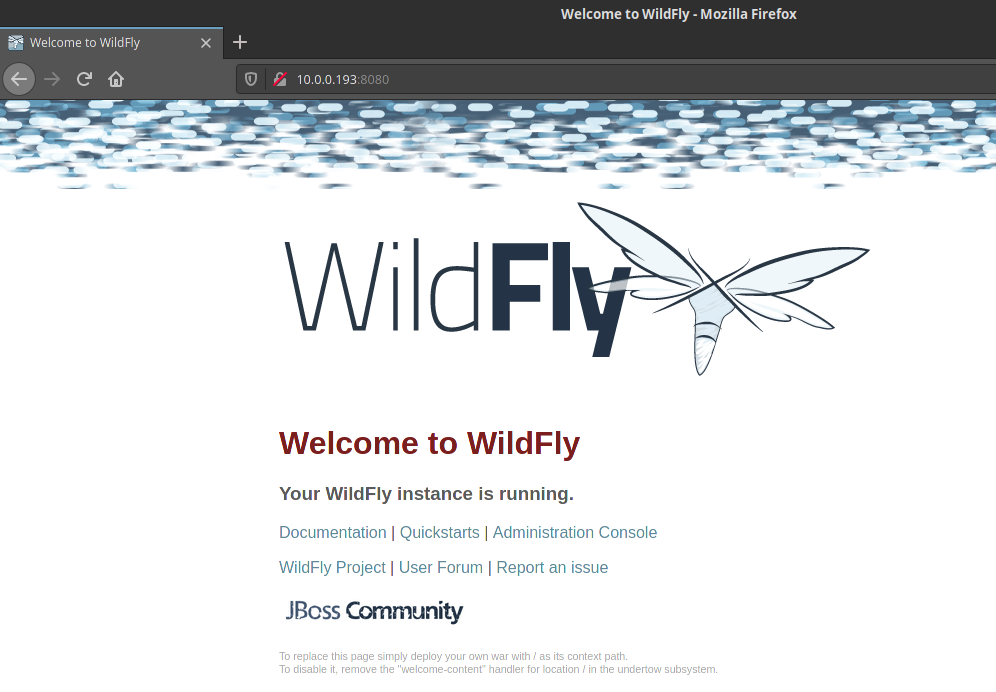 Welcome to WildFly - Mozilla Firefox
Welcome to WildFly
10.0.0.193:8080
WildFly
Welcome to WildFly
Your WildFly instance is running.
Documentation | Quickstarts | Administration Console
WildFly Project | User Forum | Report an issue
JBoss Community
To replace this page simply deploy your own war with / as its context path.
To disable it, remove the "welcome-content" handler for location / in the undertow subsystem.